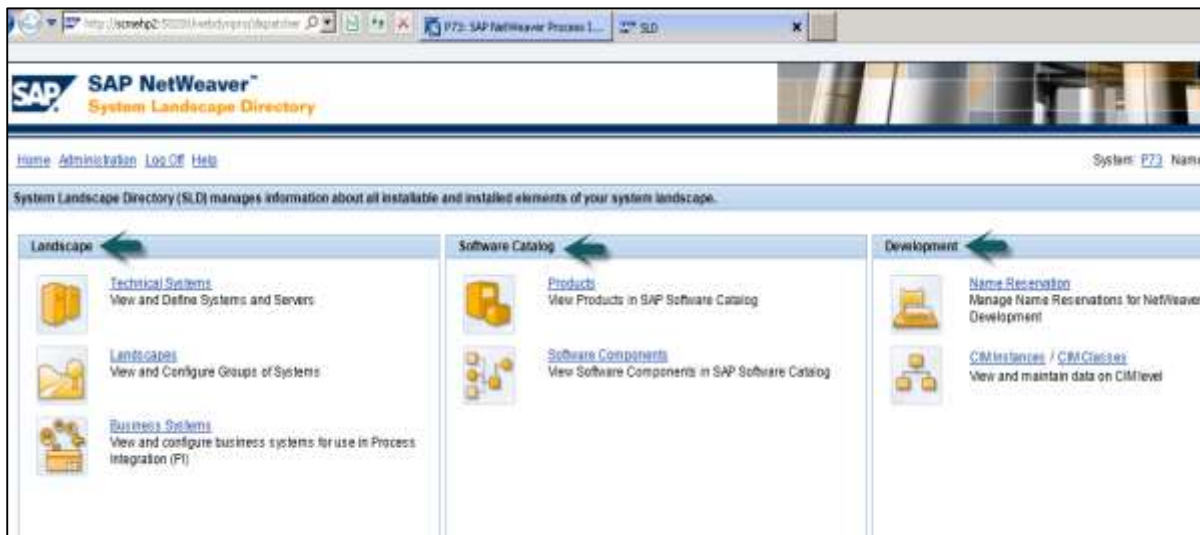 P73: SAP NetWeaver Process I...
SLD
SAP
SAP NetWeaver™
System Landscape Directory
Home Administration Log Off Help
System: P73 Name
System Landscape Directory (SLD) manages information about all installable and installed elements of your system landscape.
Landscape
Technical Systems
View and Define Systems and Servers
Landscapes
View and Configure Groups of Systems
Business Systems
View and configure business systems for use in Process
Integration (PI)
Software Catalog
Products
View Products in SAP Software Catalog
Software Components
View Software Components in SAP Software Catalog
Development
Name Reservation
Manage Name Reservations for NetWeaver
Development
CIM Instances / CIM Classes
View and maintain data on CIM level